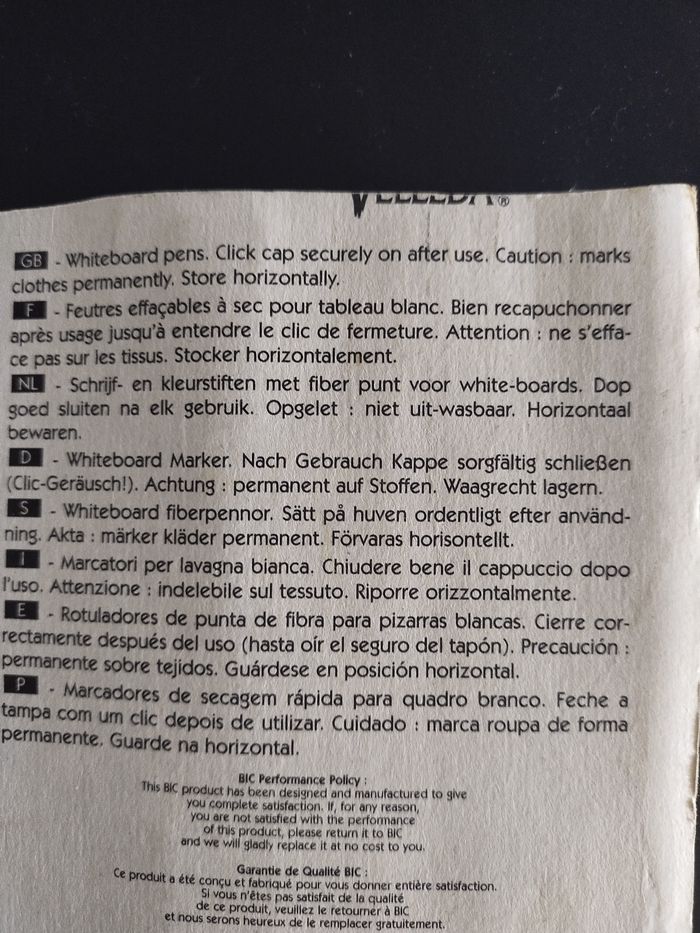 VELLEDA®
GB - Whiteboard pens. Click cap securely on after use. Caution : marks
clothes permanently. Store horizontally.
F - Feutres effaçables à sec pour tableau blanc. Bien recapuchonner
après usage jusqu'à entendre le clic de fermeture. Attention : ne s'effa-
ce pas sur les tissus. Stocker horizontalement.
NL - Schrijf- en kleurstiften met fiber punt voor white-boards. Dop
goed sluiten na elk gebruik. Opgelet : niet uit-wasbaar. Horizontaal
bewaren.
D - Whiteboard Marker. Nach Gebrauch Kappe sorgfältig schließen
(Clic-Geräusch!). Achtung : permanent auf Stoffen. Waagrecht lagern.
S - Whiteboard fiberpennor. Sätt på huven ordentligt efter använd-
ning. Akta : märker kläder permanent. Förvaras horisontellt.
I - Marcatori per lavagna bianca. Chiudere bene il cappuccio dopo
l'uso. Attenzione : indelebile sul tessuto. Riporre orizzontalmente.
E - Rotuladores de punta de fibra para pizarras blancas. Cierre cor-
rectamente después del uso (hasta oír el seguro del tapón). Precaución :
permanente sobre tejidos. Guárdese en posición horizontal.
P - Marcadores de secagem rápida para quadro branco. Feche a
tampa com um clic depois de utilizar. Cuidado : marca roupa de forma
permanente. Guarde na horizontal.
BIC Performance Policy :
This BIC product has been designed and manufactured to give
you complete satisfaction. If, for any reason,
you are not satisfied with the performance
of this product, please return it to BIC
and we will gladly replace it at no cost to you.
Garantie de Qualité BIC :
Ce produit a été conçu et fabriqué pour vous donner entière satisfaction.
Si vous n'êtes pas satisfait de la qualité
de ce produit, veuillez le retourner à BIC
et nous serons heureux de le remplacer gratuitement.